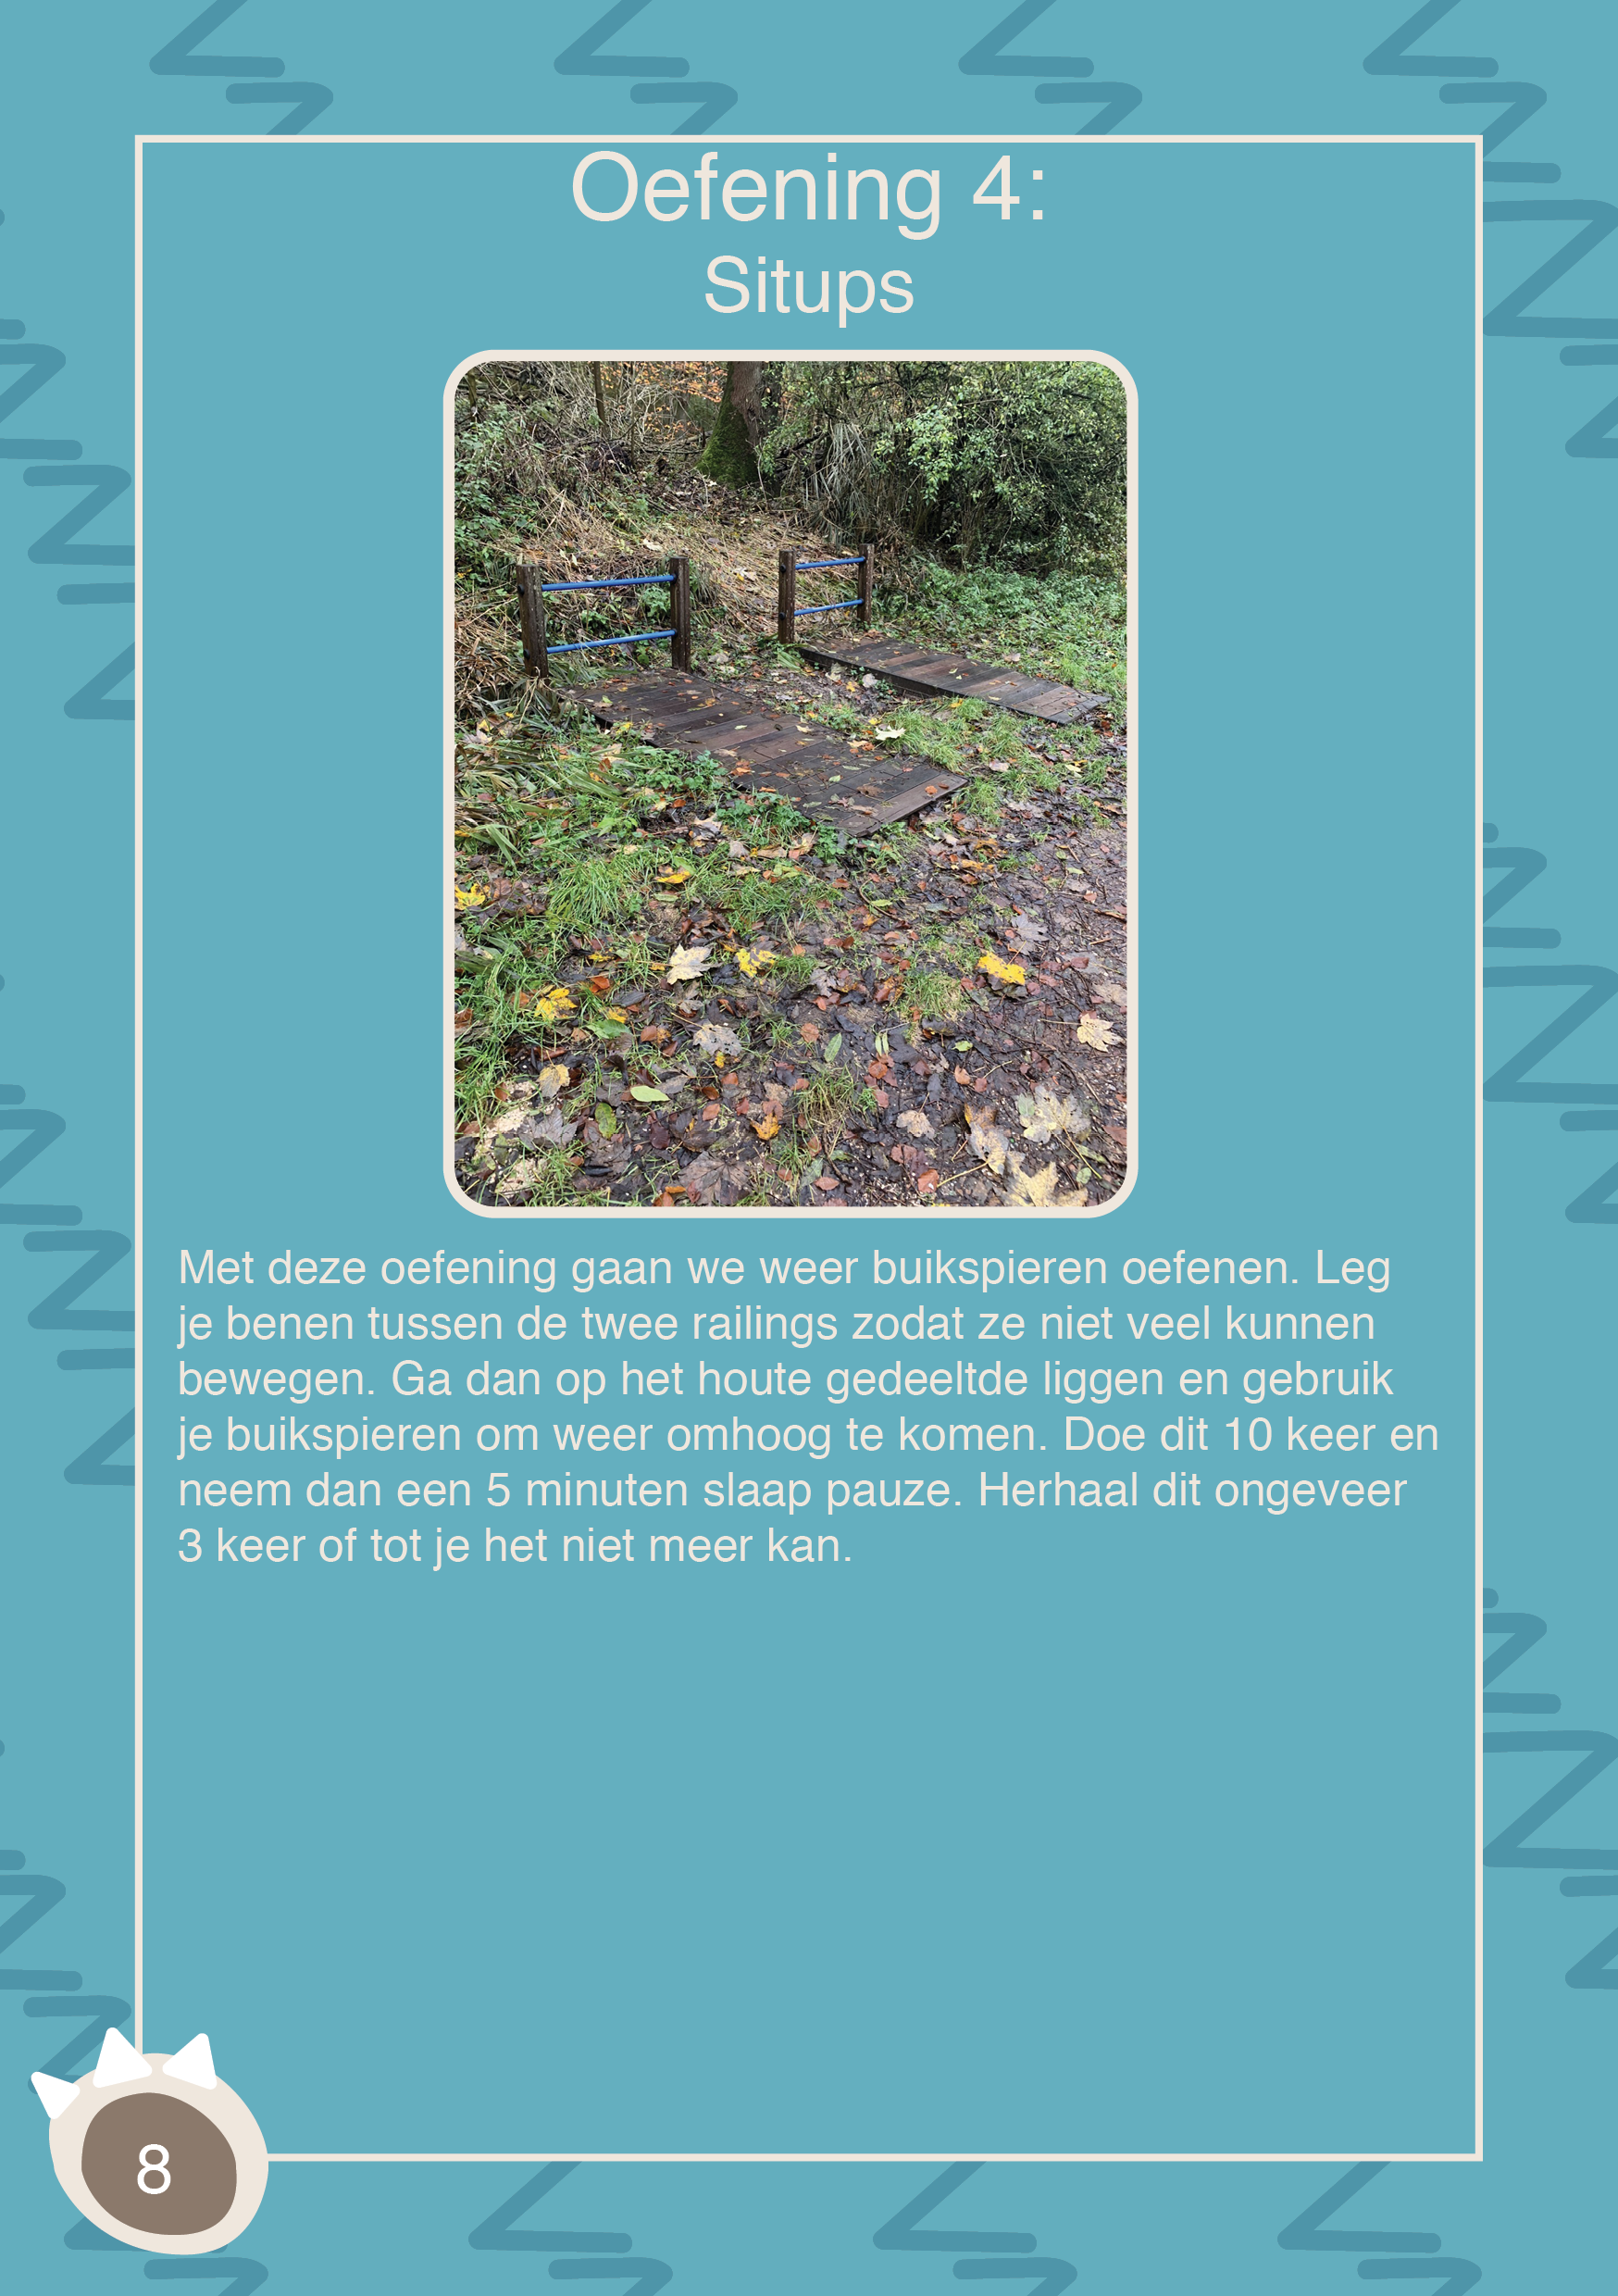 Oefening 4:
Situps
Met deze oefening gaan we weer buikspieren oefenen. Leg
je benen tussen de twee railings zodat ze niet veel kunnen
bewegen. Ga dan op het houte gedeeltde liggen en gebruik
je buikspieren om weer omhoog te komen. Doe dit 10 keer en
neem dan een 5 minuten slaap pauze. Herhaal dit ongeveer
3 keer of tot je het niet meer kan.
8